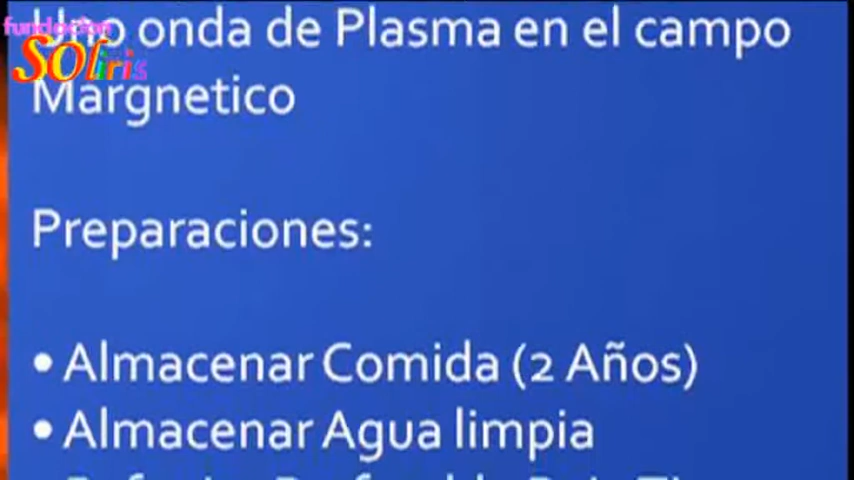 fundacion
SOLiris
onda de Plasma en el campo
Margnetico
Preparaciones:
• Almacenar Comida (2 Años)
• Almacenar Agua limpia